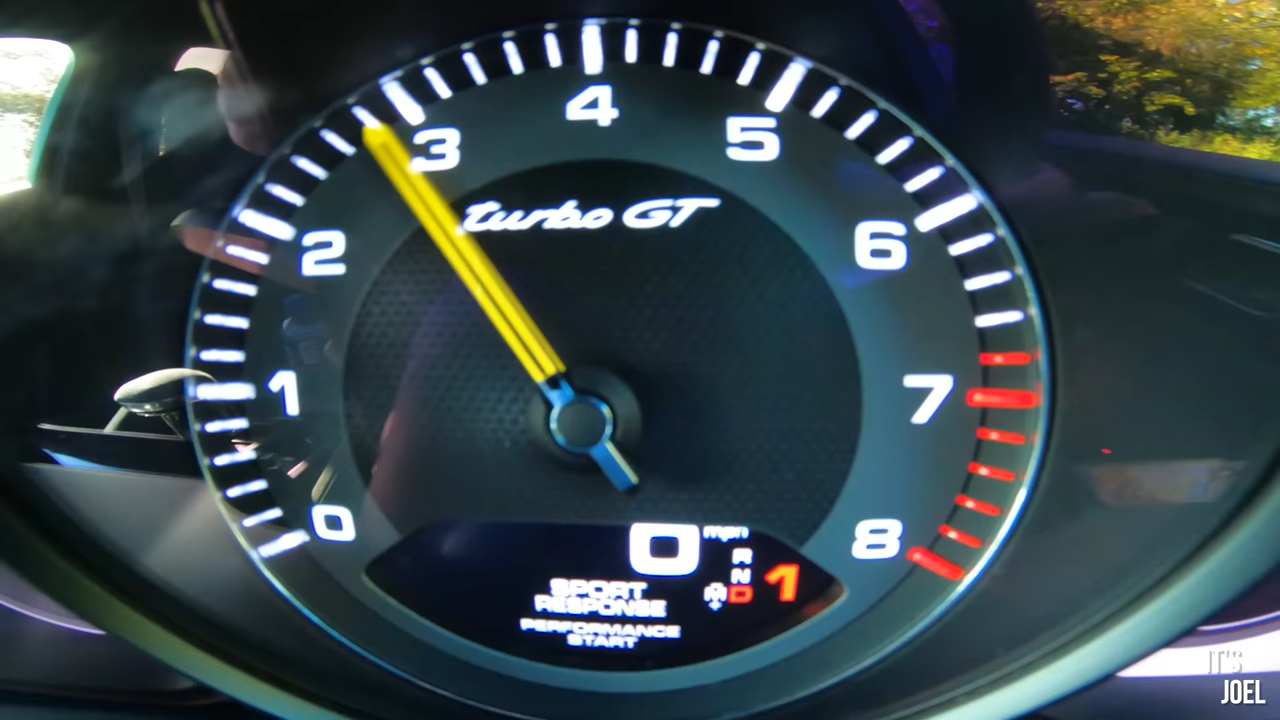 4
3
5
turbo GT
2
6
1
7
0
8
0 mph
R
N
D
1
SPORT
RESPONSE
PERFORMANCE
START
IT'S
JOEL